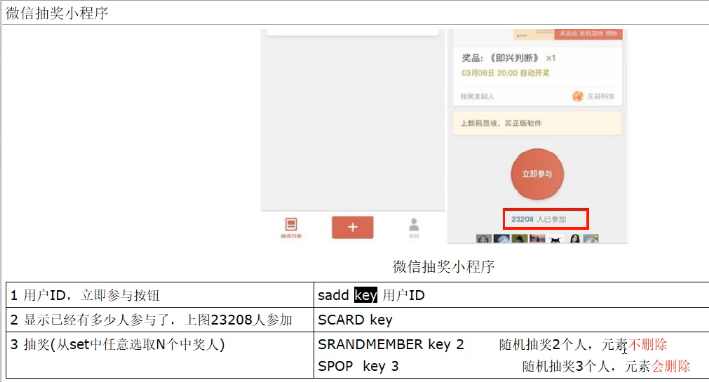 微信抽奖小程序
奖品:《即兴判断》 ×1
03月08日 20:00 自动开奖
抽奖发起人
上数码荔枝，买正版软件
立即参与
23208 人已参加
微信抽奖小程序
1 用户ID，立即参与按钮
sadd key 用户ID
2 显示已经有多少人参与了，上图23208人参加
SCARD key
3 抽奖(从set中任意选取N个中奖人)
SRANDMEMBER key 2 随机抽奖2个人，元素不删除
SPOP key 3 随机抽奖3个人，元素会删除